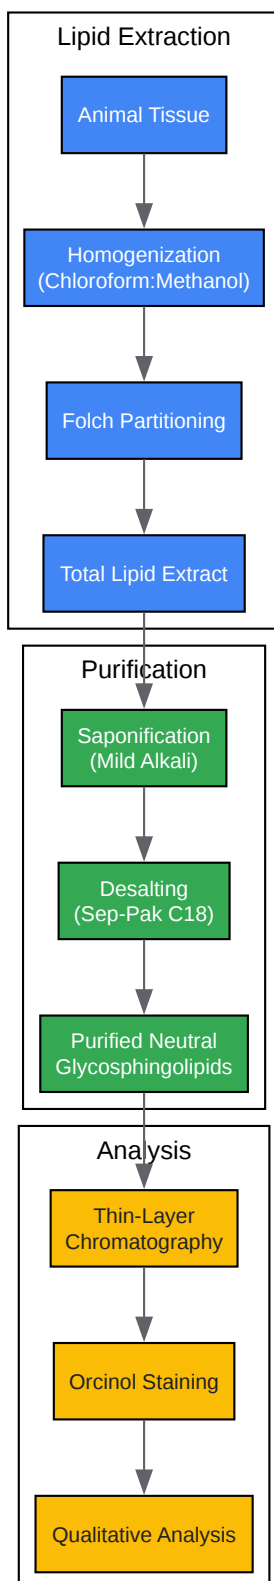 Lipid Extraction
Animal Tissue
Homogenization
(Chloroform:Methanol)
Folch Partitioning
Total Lipid Extract
Purification
Saponification
(Mild Alkali)
Desalting
(Sep-Pak C18)
Purified Neutral
Glycosphingolipids
Analysis
Thin-Layer
Chromatography
Orcinol Staining
Qualitative Analysis